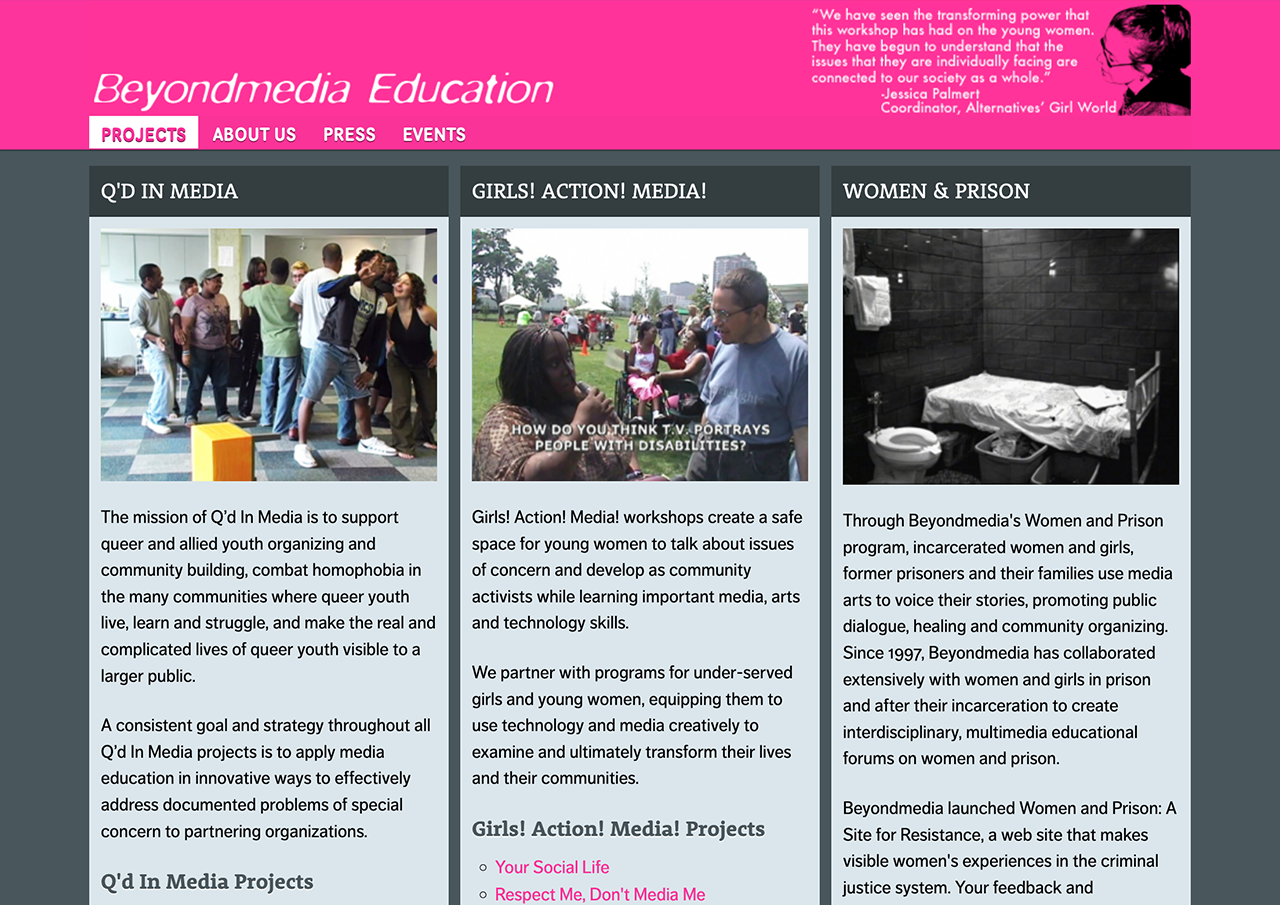 “We have seen the transforming power that
this workshop has had on the young women.
They have begun to understand that the
issues that they are individually facing are
connected to our society as a whole.”
-Jessica Palmert
Coordinator, Alternatives’ Girl World
Beyondmedia Education
PROJECTS ABOUT US PRESS EVENTS
Q'D IN MEDIA
The mission of Q’d In Media is to support
queer and allied youth organizing and
community building, combat homophobia in
the many communities where queer youth
live, learn and struggle, and make the real and
complicated lives of queer youth visible to a
larger public.
A consistent goal and strategy throughout all
Q’d In Media projects is to apply media
education in innovative ways to effectively
address documented problems of special
concern to partnering organizations.
Q'd In Media Projects
GIRLS! ACTION! MEDIA!
HOW DO YOU THINK T.V. PORTRAYS
PEOPLE WITH DISABILITIES?
Girls! Action! Media! workshops create a safe
space for young women to talk about issues
of concern and develop as community
activists while learning important media, arts
and technology skills.
We partner with programs for under-served
girls and young women, equipping them to
use technology and media creatively to
examine and ultimately transform their lives
and their communities.
Girls! Action! Media! Projects
Your Social Life
Respect Me, Don't Media Me
WOMEN & PRISON
Through Beyondmedia's Women and Prison
program, incarcerated women and girls,
former prisoners and their families use media
arts to voice their stories, promoting public
dialogue, healing and community organizing.
Since 1997, Beyondmedia has collaborated
extensively with women and girls in prison
and after their incarceration to create
interdisciplinary, multimedia educational
forums on women and prison.
Beyondmedia launched Women and Prison: A
Site for Resistance, a web site that makes
visible women's experiences in the criminal
justice system. Your feedback and